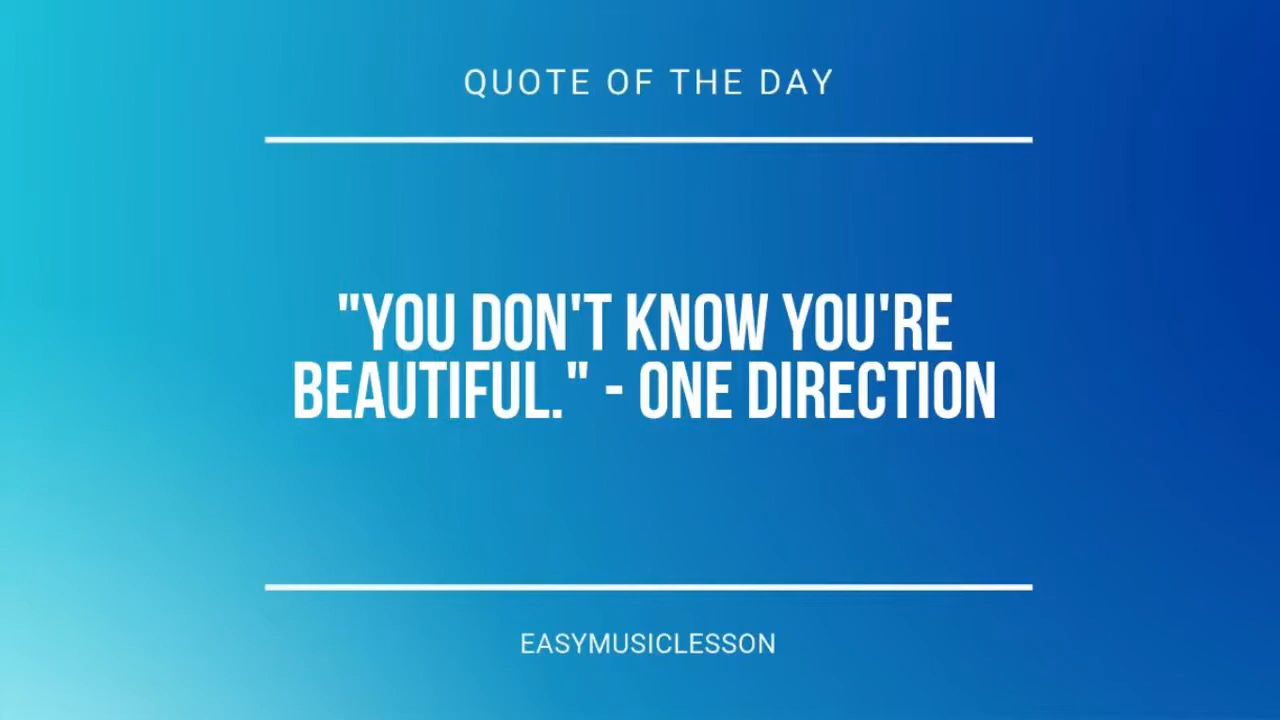 QUOTE OF THE DAY
"YOU DON'T KNOW YOU'RE
BEAUTIFUL." - ONE DIRECTION
EASYMUSICLESSON